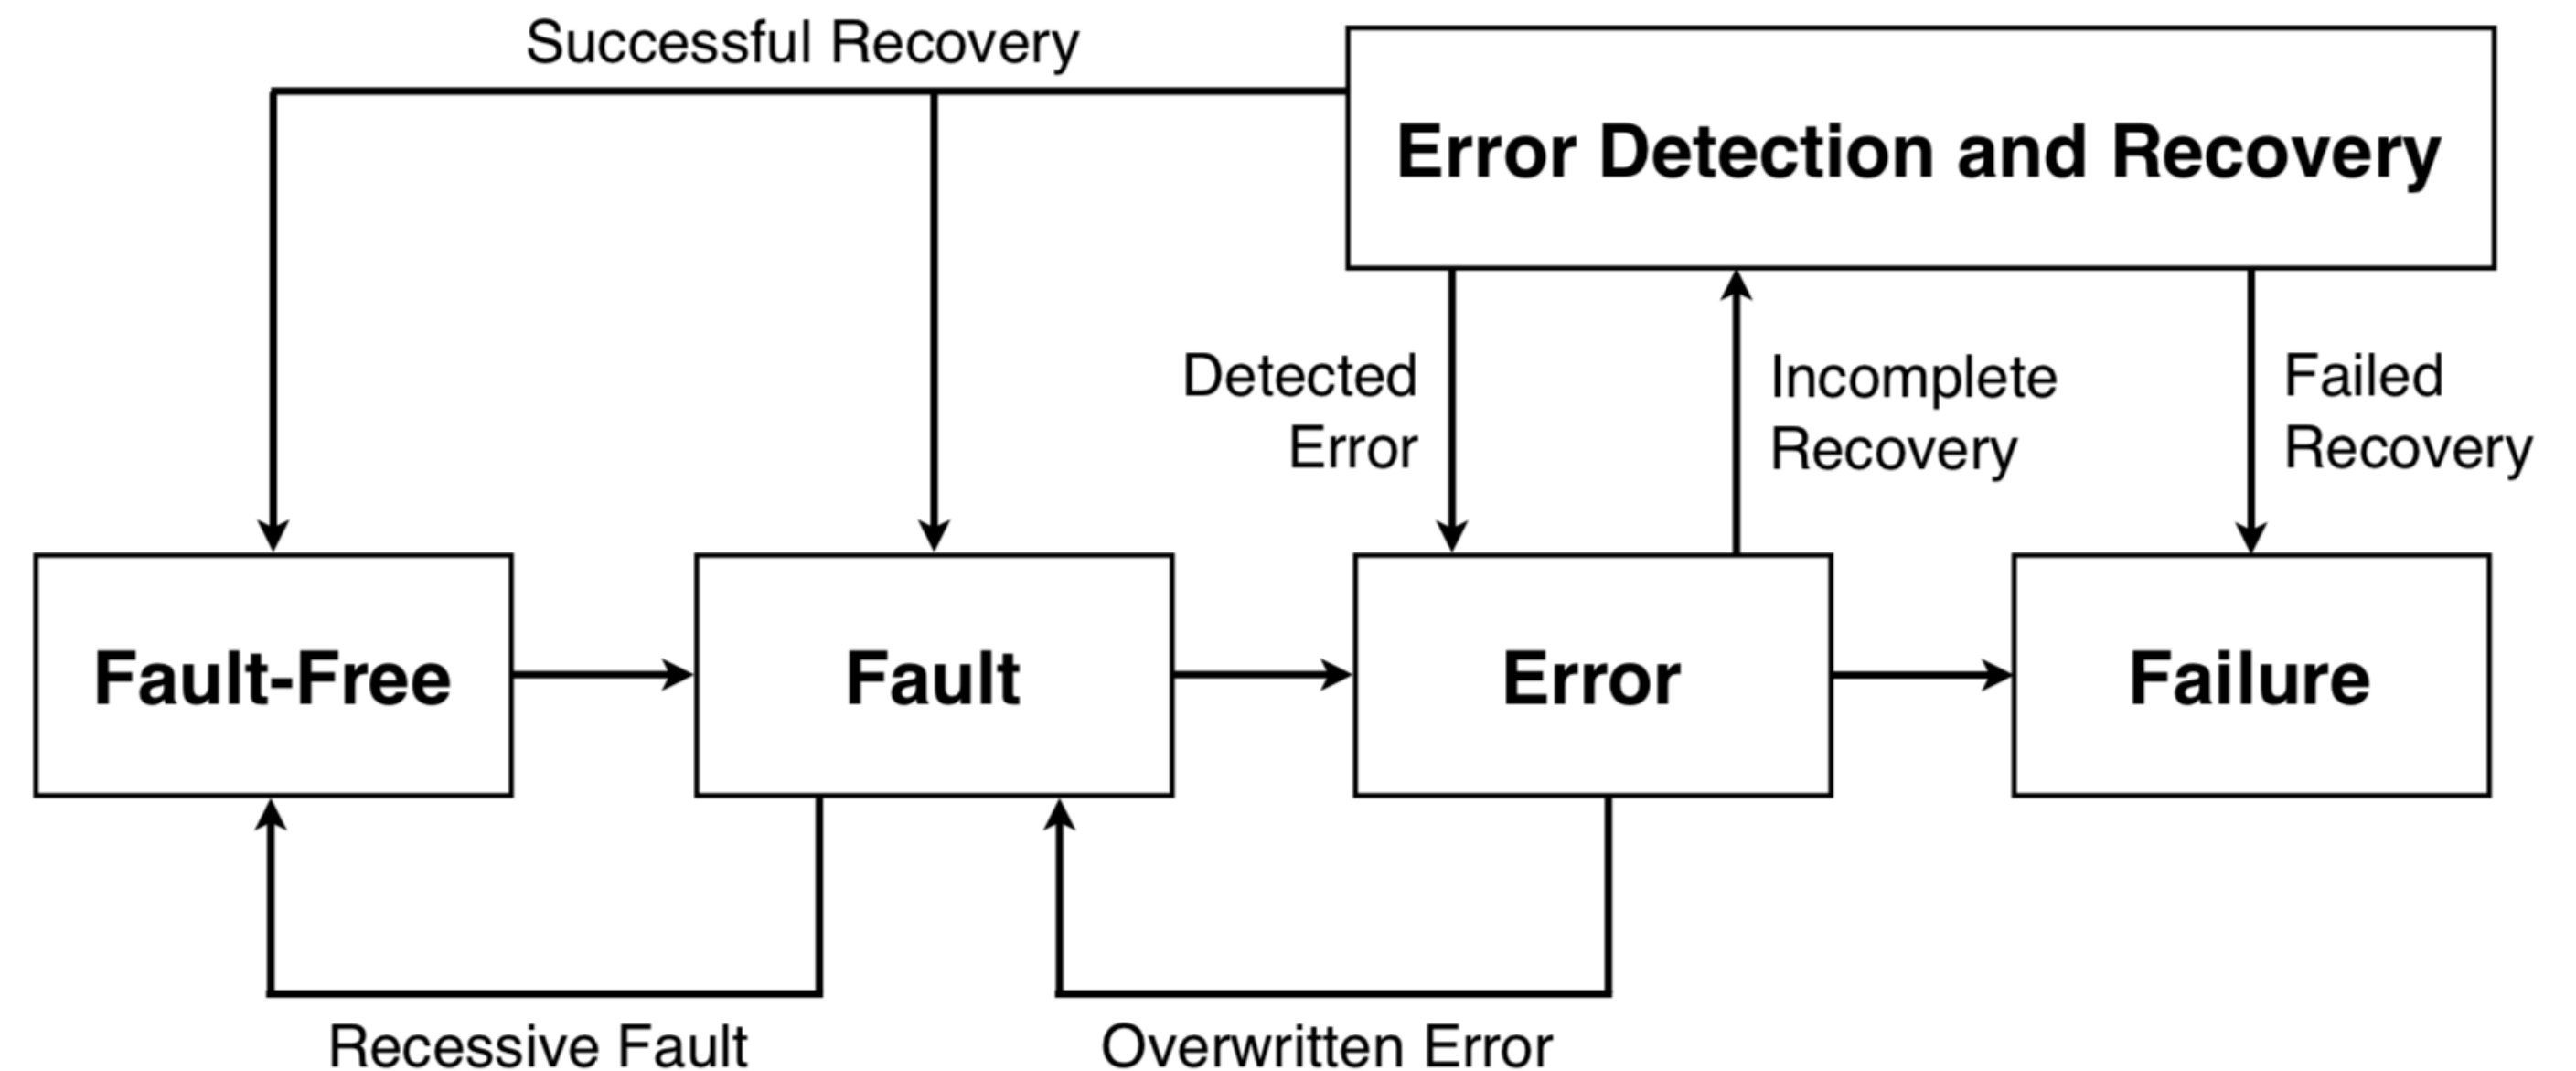 Successful Recovery
Error Detection and Recovery
Detected
Error
Incomplete
Recovery
Failed
Recovery
Fault-Free
Fault
Error
Failure
Recessive Fault
Overwritten Error